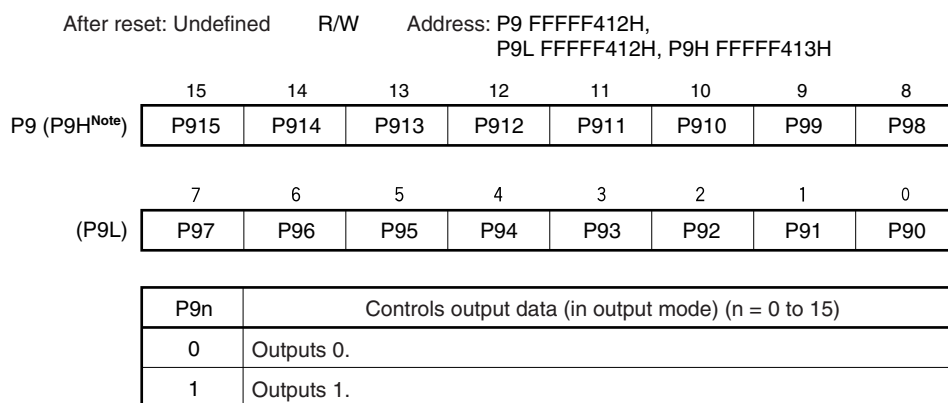 After reset: Undefined R/W Address: P9 FFFFF412H,
P9L FFFFF412H, P9H FFFFF413H
15 14 13 12 11 10 9 8
P9 (P9HNote) P915 P914 P913 P912 P911 P910 P99 P98
7 6 5 4 3 2 1 0
(P9L) P97 P96 P95 P94 P93 P92 P91 P90
P9n Controls output data (in output mode) (n = 0 to 15)
0 Outputs 0.
1 Outputs 1.